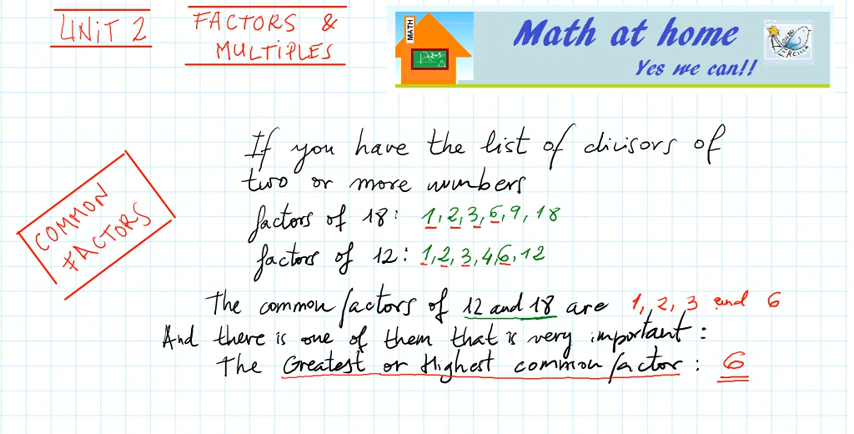 UNIT 2
FACTORS &
MULTIPLES
MATH
Math at home
Yes we can!!
COMMON
FACTORS
If you have the list of divisors of
two or more numbers
factors of 18: 1, 2, 3, 6, 9, 18
factors of 12: 1, 2, 3, 4, 6, 12
The common factors of 12 and 18 are 1, 2, 3 and 6
And there is one of them that is very important:
The Greatest or Highest common factor: 6